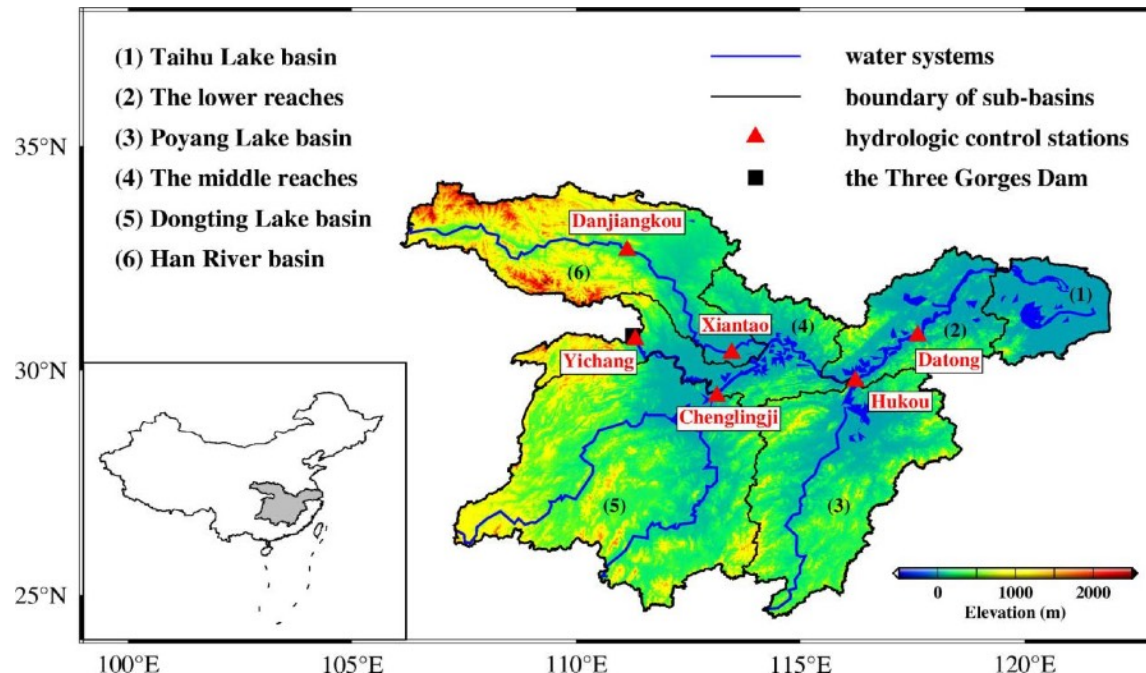 (1) Taihu Lake basin
(2) The lower reaches
(3) Poyang Lake basin
(4) The middle reaches
(5) Dongting Lake basin
(6) Han River basin
water systems
boundary of sub-basins
hydrologic control stations
the Three Gorges Dam
35°N
30°N
25°N
Danjiangkou
(6)
Xiantao
(4)
(1)
(2)
Yichang
Datong
Chenglingji
Hukou
(5)
(3)
0 1000 2000
Elevation (m)
100°E 105°E 110°E 115°E 120°E